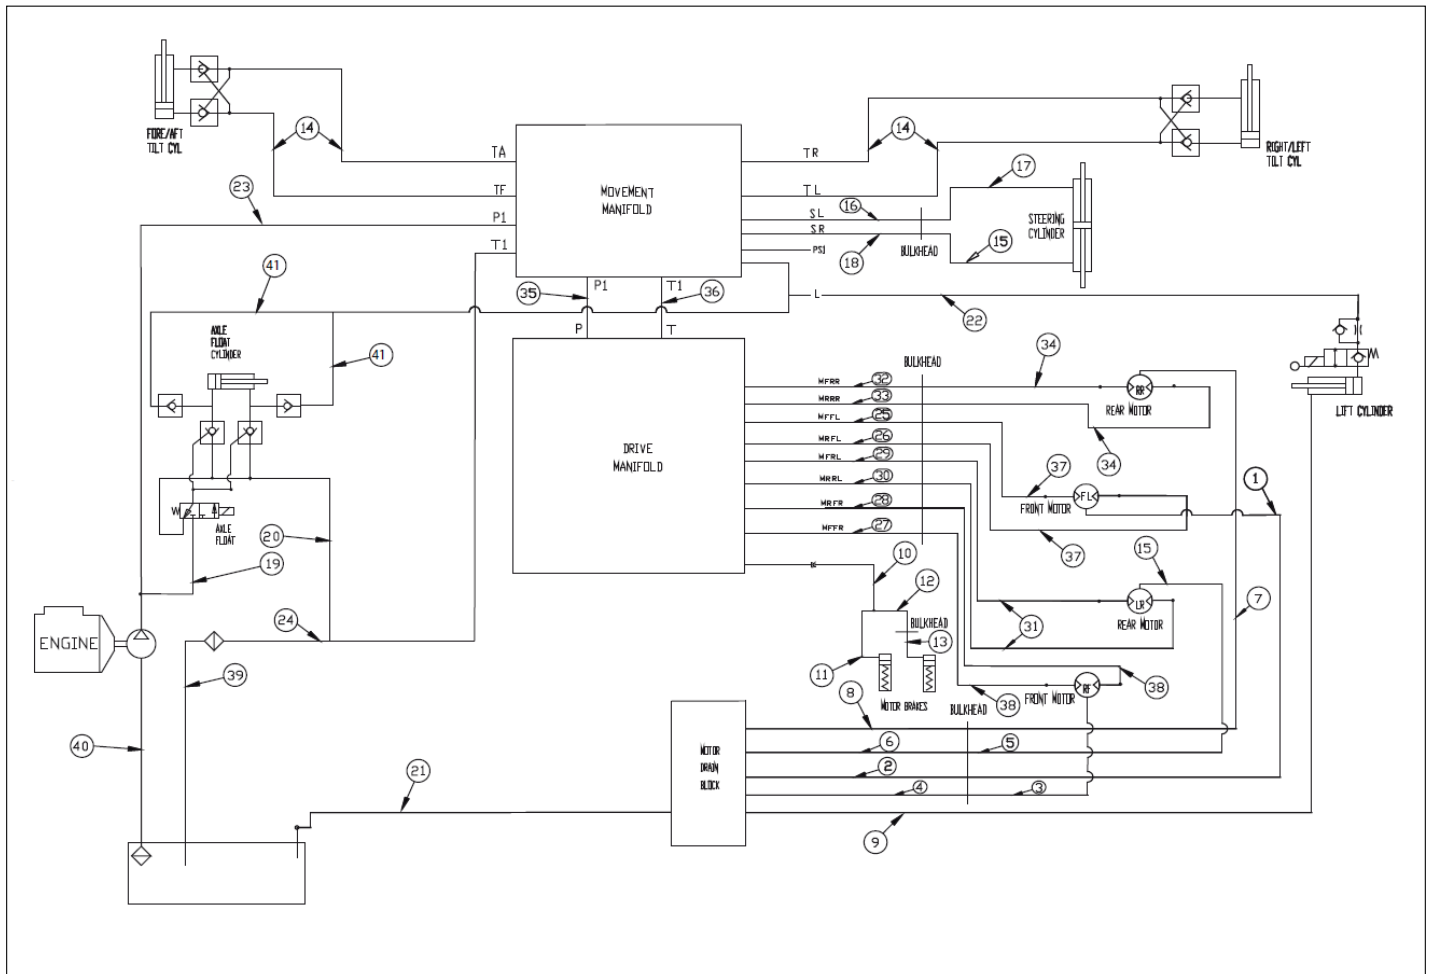 FORE/AFT
TILT CYL
14
TA
TF
23
P1
T1
MOVEMENT
MANIFOLD
TR
TL
14
RIGHT/LEFT
TILT CYL
SL
16
17
SR
18
BULKHEAD
15
STEERING
CYLINDER
PS1
L
22
41
35
P1
T1
36
P
T
AXLE
FLOAT
CYLINDER
41
DRIVE
MANIFOLD
BULKHEAD
MFRR
32
34
MRRR
33
RR
REAR MOTOR
34
LIFT CYLINDER
MFFL
25
MRFL
26
MFRL
29
MRRL
30
MRFR
28
MFFR
27
37
FL
FRONT MOTOR
37
1
AXLE
FLOAT
20
19
10
12
BULKHEAD
13
11
MOTOR BRAKES
15
LR
REAR MOTOR
7
31
ENGINE
24
39
38
RF
FRONT MOTOR
38
BULKHEAD
40
MOTOR
DRAIN
BLOCK
8
6
5
2
4
3
9
21